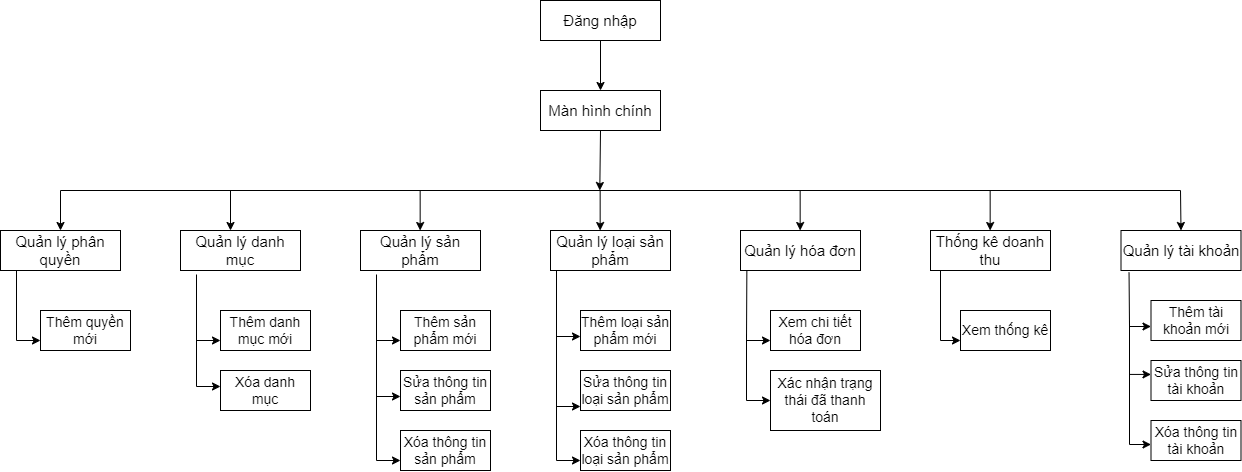 Đăng nhập
Màn hình chính
Quản lý phân
quyền
Quản lý danh
mục
Quản lý sản
phẩm
Quản lý loại sản
phẩm
Quản lý hóa đơn
Thống kê doanh
thu
Quản lý tài khoản
Thêm quyền
mới
Thêm danh
mục mới
Xóa danh
mục
Thêm sản
phẩm mới
Sửa thông tin
sản phẩm
Xóa thông tin
sản phẩm
Thêm loại sản
phẩm mới
Sửa thông tin
loại sản phẩm
Xóa thông tin
loại sản phẩm
Xem chi tiết
hóa đơn
Xác nhận trạng
thái đã thanh
toán
Xem thống kê
Thêm tài
khoản mới
Sửa thông tin
tài khoản
Xóa thông tin
tài khoản